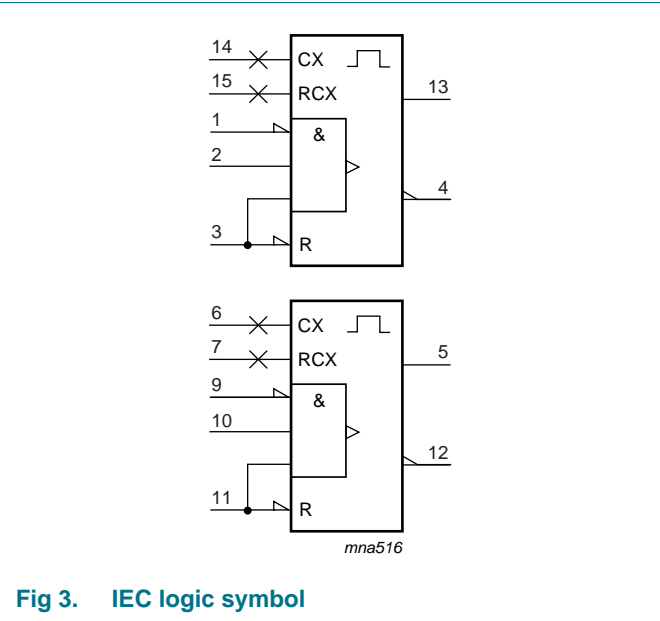 14 CX
15 RCX 13
1 &
2
4
3 R
6 CX
7 RCX 5
9 &
10
12
11 R
mna516
Fig 3. IEC logic symbol